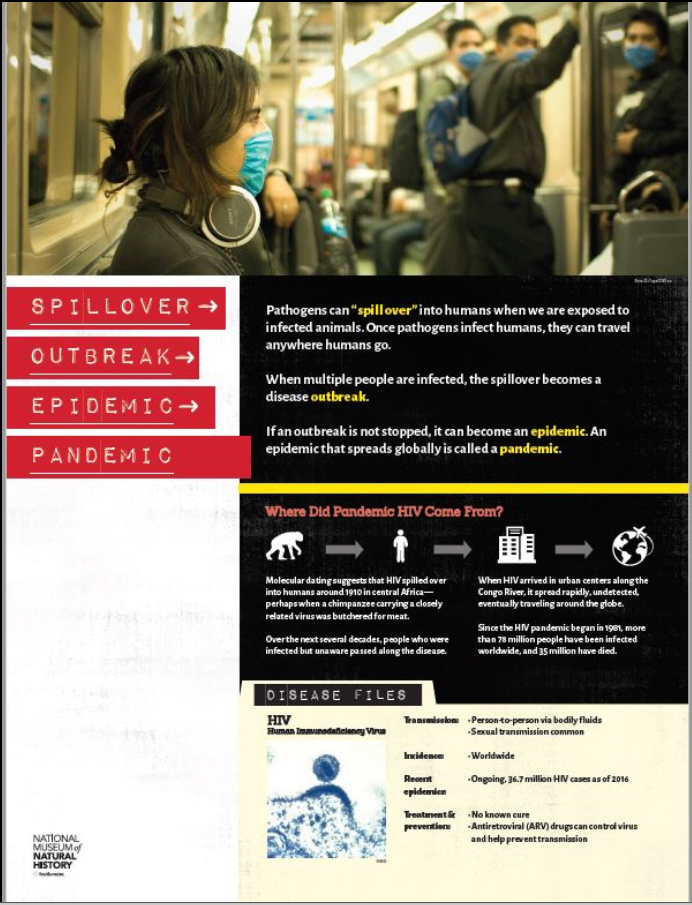 SPILLOVER→
OUTBREAK→
EPIDEMIC→
PANDEMIC
Pathogens can “spillover” into humans when we are exposed to
infected animals. Once pathogens infect humans, they can travel
anywhere humans go.
When multiple people are infected, the spillover becomes a
disease outbreak.
If an outbreak is not stopped, it can become an epidemic. An
epidemic that spreads globally is called a pandemic.
Where Did Pandemic HIV Come From?
Molecular dating suggests that HIV spilled over
into humans around 1910 in central Africa—
perhaps when a chimpanzee carrying a closely
related virus was butchered for meat.
Over the next several decades, people who were
infected but unaware passed along the disease.
When HIV arrived in urban centers along the
Congo River, it spread rapidly, undetected,
eventually traveling around the globe.
Since the HIV pandemic began in 1981, more
than 78 million people have been infected
worldwide, and 35 million have died.
DISEASE FILES
HIV
Human Immunodeficiency Virus
Transmission: • Person-to-person via bodily fluids
• Sexual transmission common
Incidence: • Worldwide
Recent • Ongoing, 36.7 million HIV cases as of 2016
epidemics:
Treatment & • No known cure
prevention: • Antiretroviral (ARV) drugs can control virus
and help prevent transmission
NATIONAL
MUSEUM of
NATURAL
HISTORY
Smithsonian